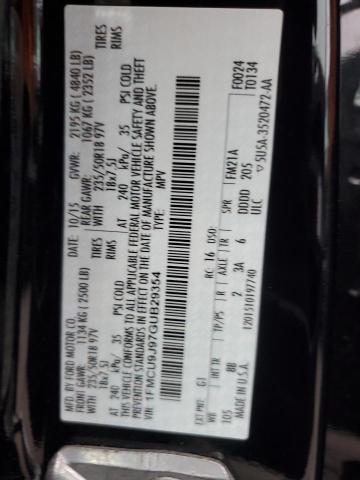 MFD. BY FORD MOTOR CO.
DATE: 10/15 GVWR: 2195 KG ( 4840 LB)
FRONT GAWR: 1134 KG (2500 LB) REAR GAWR: 1067 KG ( 2352 LB)
WITH 235/50R18 97V TIRES WITH 235/50R18 97V TIRES
18x7.5J RIMS 18x7.5J RIMS
AT 240 kPa/ 35 PSI COLD AT 240 kPa/ 35 PSI COLD
THIS VEHICLE CONFORMS TO ALL APPLICABLE FEDERAL MOTOR VEHICLE SAFETY AND THEFT
PREVENTION STANDARDS IN EFFECT ON THE DATE OF MANUFACTURE SHOWN ABOVE.
VIN: 1FMCU9J97GUB29354
TYPE: MPV
EXT PNT: G1 RC: 16 DSO: F0024
FM21A T0134
WB INT TR TP/PS R AXLE TR SPR
105 BB 2 3A 6 DDDD 205
MADE IN U.S.A. ULC 5U5A-3520472-AA
1201510197740